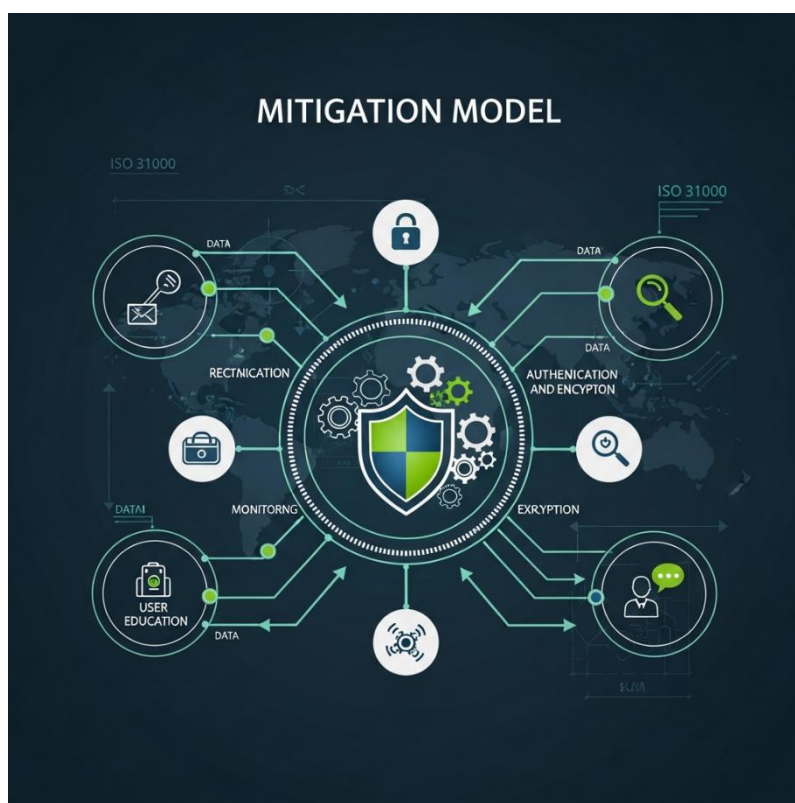 MITIGATION MODEL
ISO 31000
ISO 31000
DATA
DATA
DATA
RECTNICATION
AUTHENICATION
AND ENCYPTON
DATAI
MONITORNG
EXRYPTION
USER
EDUCATION
DATA